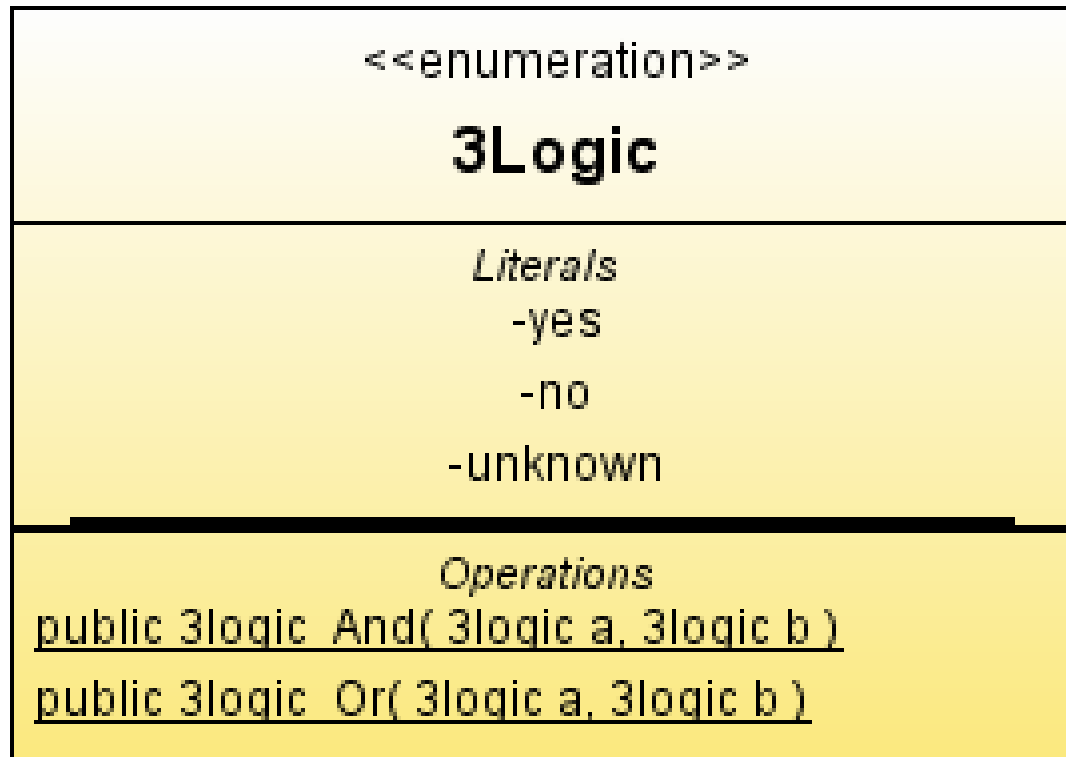 <<enumeration>>
3Logic
Literals
-yes
-no
-unknown
Operations
public 3logic And( 3logic a, 3logic b )
public 3logic Or( 3logic a, 3logic b )